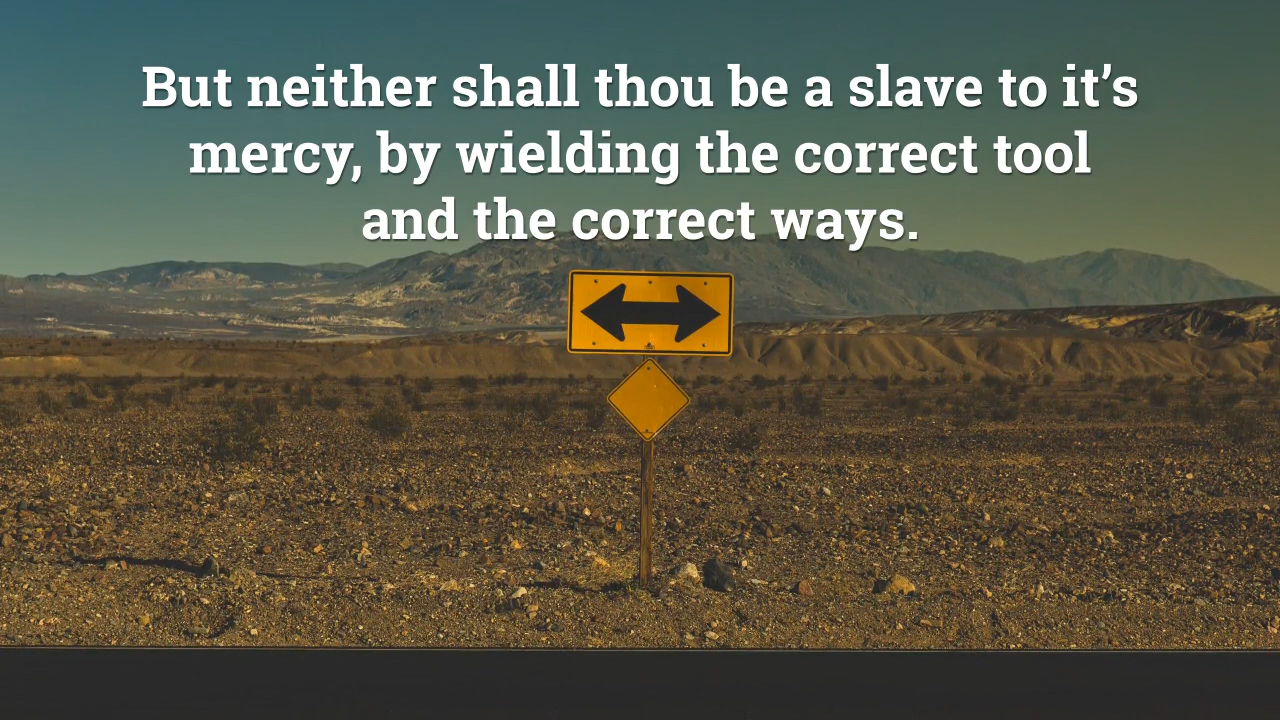 But neither shall thou be a slave to it’s
mercy, by wielding the correct tool
and the correct ways.